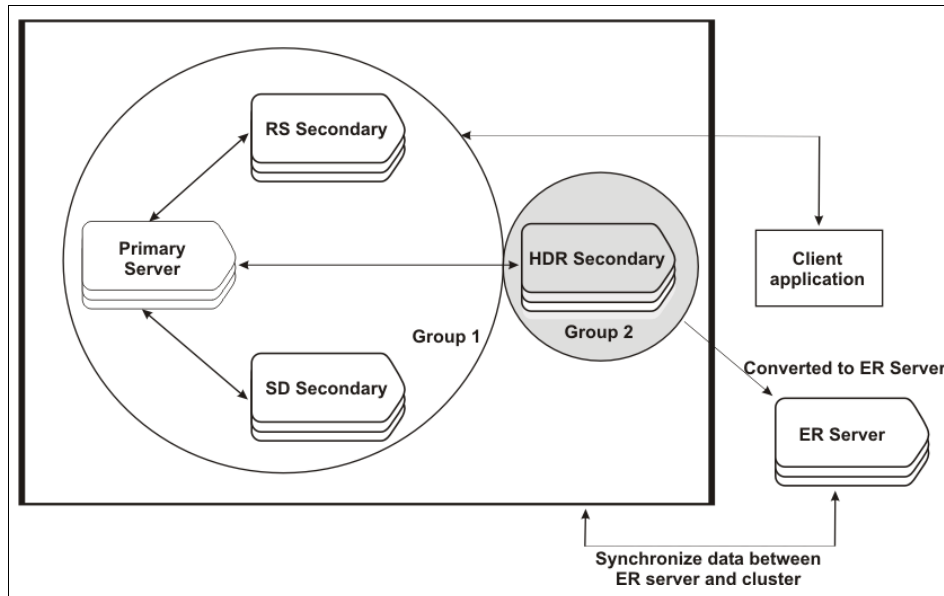 RS Secondary
Primary
Server
HDR Secondary
Client
application
Group 2
Group 1
Converted to ER Server
SD Secondary
ER Server
Synchronize data between
ER server and cluster